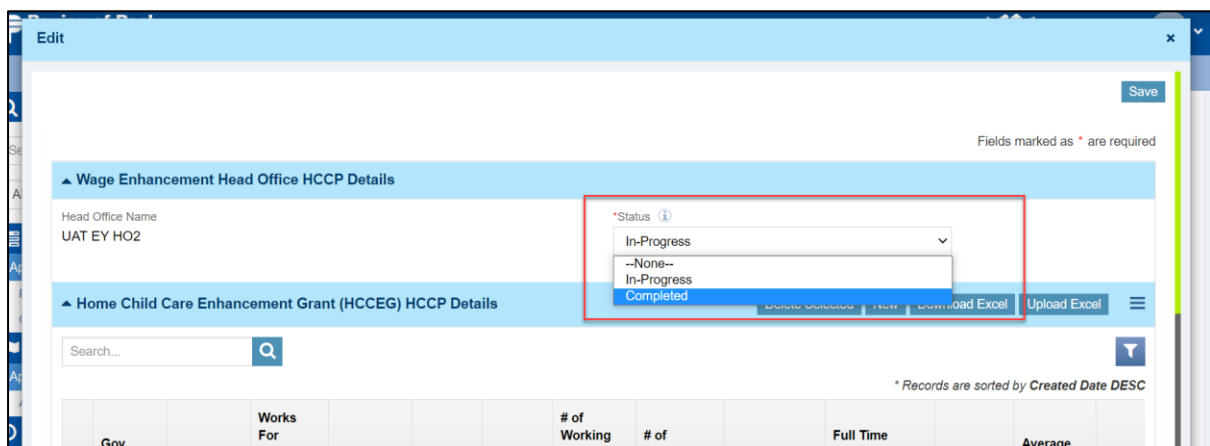 Edit
×
Save
Fields marked as * are required
Wage Enhancement Head Office HCCP Details
Head Office Name
UAT EY HO2
*Status
In-Progress
--None--
In-Progress
Completed
Home Child Care Enhancement Grant (HCCEG) HCCP Details
Delete Selected New Download Excel Upload Excel
Search...
* Records are sorted by Created Date DESC
Works
For
# of
Working
# of
Full Time
Gov
Average